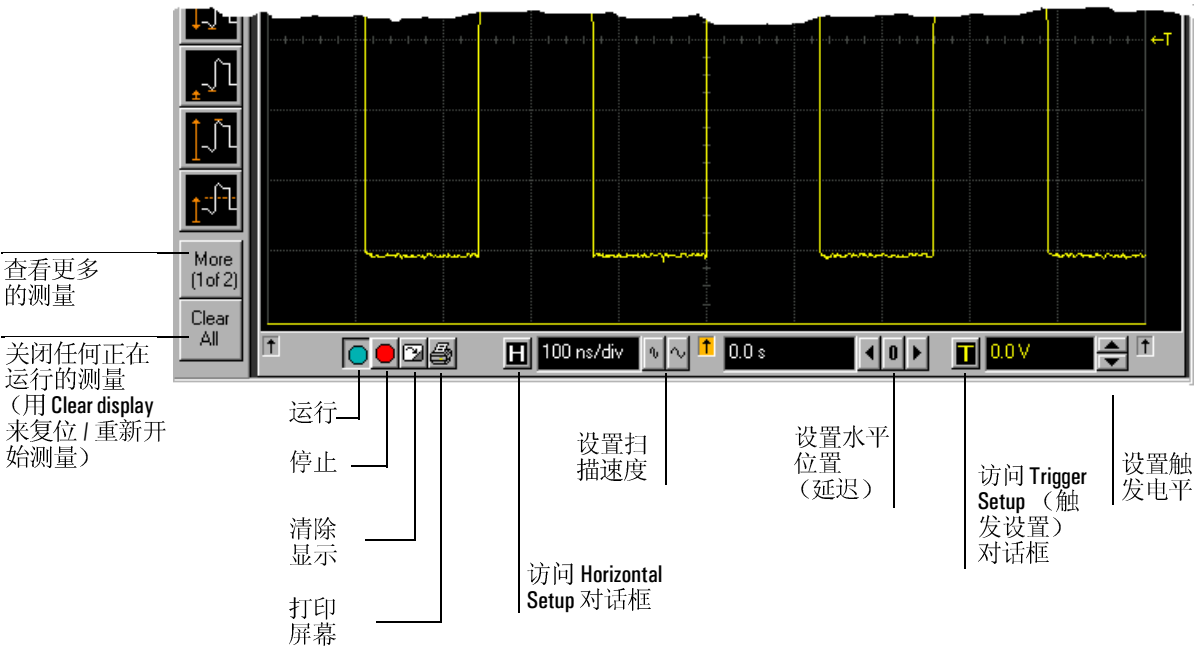 ←T
More
(1of 2)
Clear
All
100 ns/div
0.0 s
0
0.0 V
H
T
查看更多
的测量
关闭任何正在
运行的测量
（用 Clear display
来复位 / 重新开
始测量）
运行
停止
清除
显示
打印
屏幕
访问 Horizontal
Setup 对话框
设置扫
描速度
设置水平
位置
（延迟）
访问 Trigger
Setup （触
发设置）
对话框
设置触
发电平